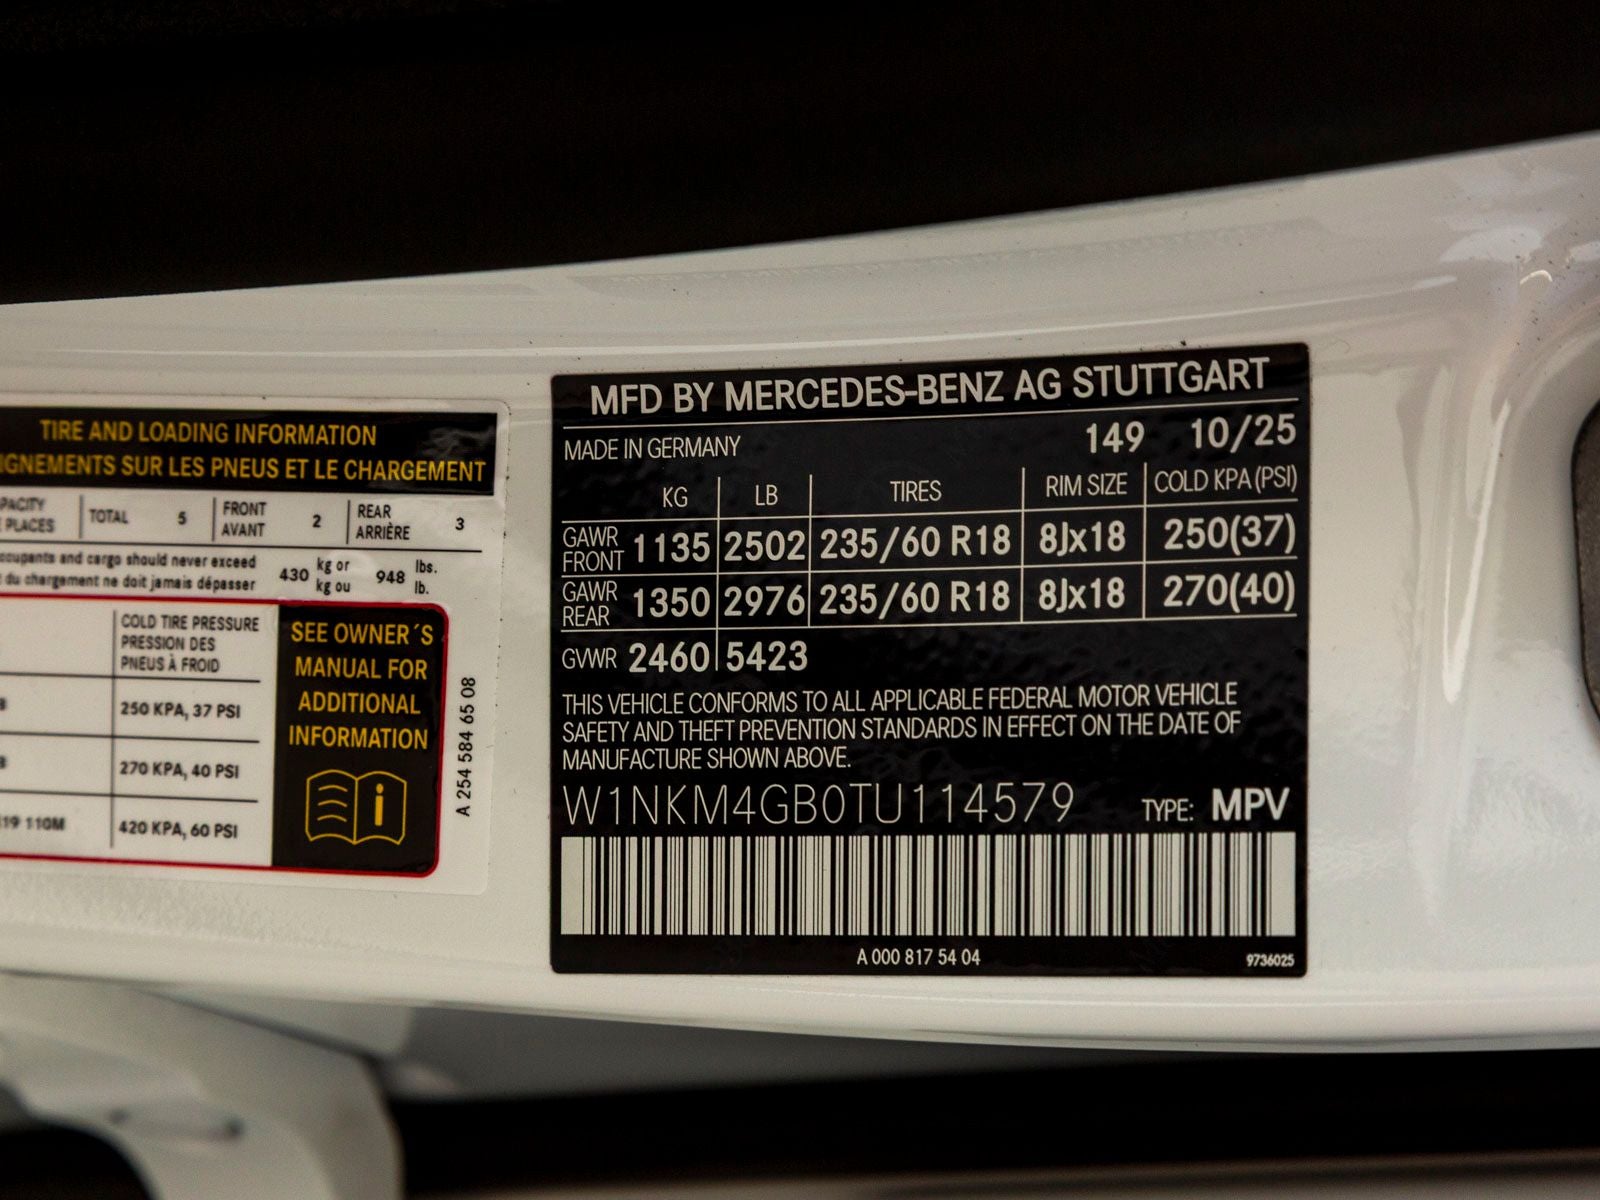 TIRE AND LOADING INFORMATION
IGNEMENTS SUR LES PNEUS ET LE CHARGEMENT
PACITY
PLACES
TOTAL 5
FRONT
AVANT
2
REAR
ARRIÈRE
3
ccupants and cargo should never exceed
du chargement ne doit jamais dépasser
430 kg or
kg ou
948 lbs.
lb.
COLD TIRE PRESSURE
PRESSION DES
PNEUS À FROID
250 KPA, 37 PSI
270 KPA, 40 PSI
119 110M 420 KPA, 60 PSI
SEE OWNER´S
MANUAL FOR
ADDITIONAL
INFORMATION
i
A 254 584 65 08
MFD BY MERCEDES-BENZ AG STUTTGART
MADE IN GERMANY 149 10/25
KG LB TIRES RIM SIZE COLD KPA(PSI)
GAWR
FRONT
1135 2502 235/60 R18 8Jx18 250(37)
GAWR
REAR
1350 2976 235/60 R18 8Jx18 270(40)
GVWR 2460 5423
THIS VEHICLE CONFORMS TO ALL APPLICABLE FEDERAL MOTOR VEHICLE
SAFETY AND THEFT PREVENTION STANDARDS IN EFFECT ON THE DATE OF
MANUFACTURE SHOWN ABOVE.
W1NKM4GB0TU114579 TYPE: MPV
A 000 817 54 04 9736025